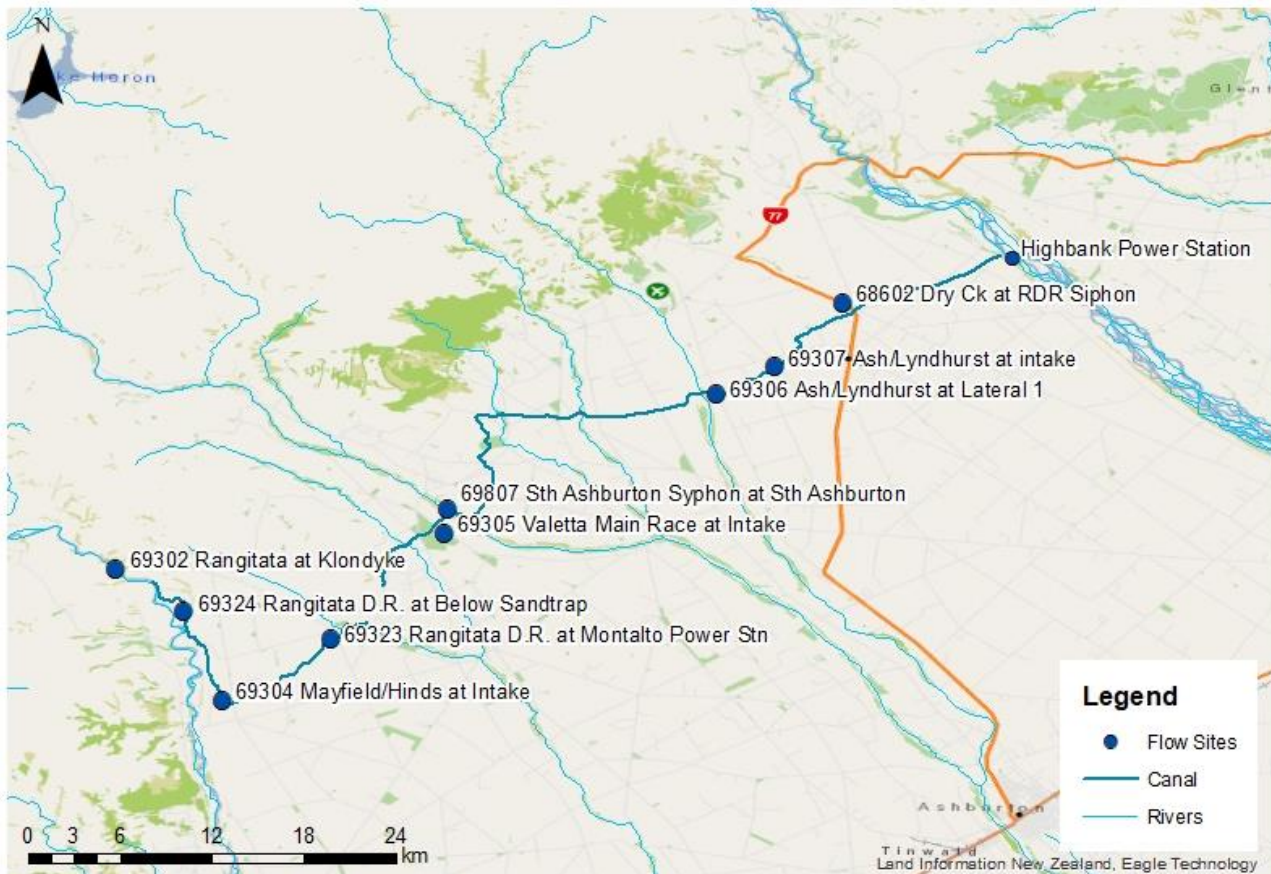 N
ke Heron
Glent
77
Highbank Power Station
68602 Dry Ck at RDR Siphon
69307 Ash/Lyndhurst at intake
69306 Ash/Lyndhurst at Lateral 1
69807 Sth Ashburton Syphon at Sth Ashburton
69305 Valetta Main Race at Intake
69302 Rangitata at Klondyke
69324 Rangitata D.R. at Below Sandtrap
69323 Rangitata D.R. at Montalto Power Stn
69304 Mayfield/Hinds at Intake
Legend
Flow Sites
Canal
Rivers
Ashburton
Tinwald
0 3 6 12 18 24
km
Land Information New Zealand, Eagle Technology